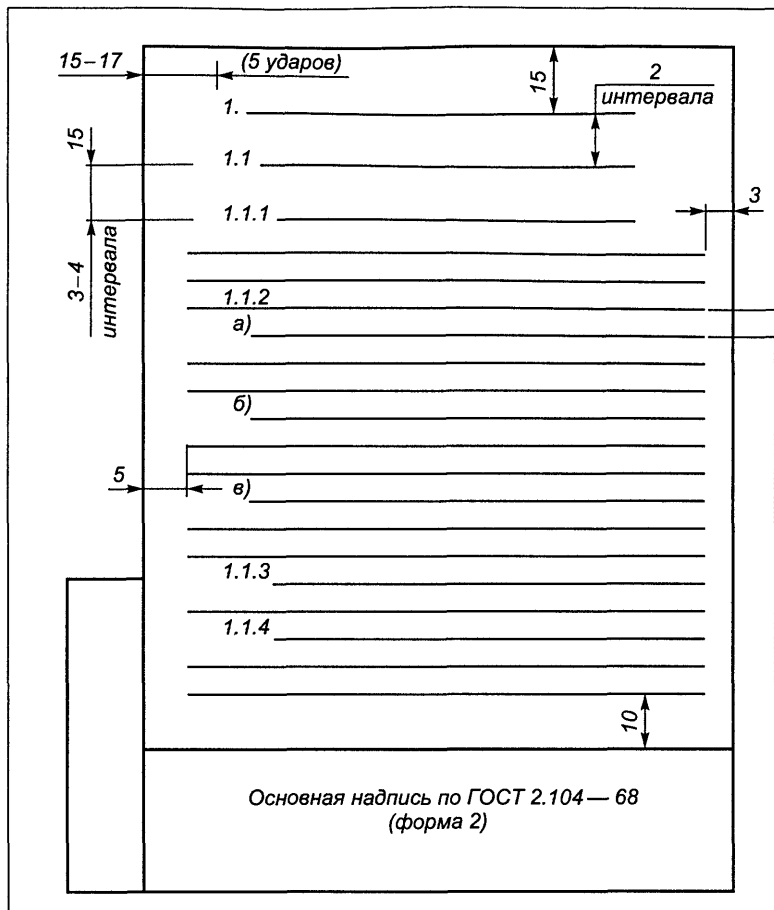 15–17
(5 ударов)
15
2
интервала
1.
15
1.1
3
1.1.1
3–4
интервала
1.1.2
а)
б)
5
в)
1.1.3
1.1.4
10
Основная надпись по ГОСТ 2.104 — 68
(форма 2)